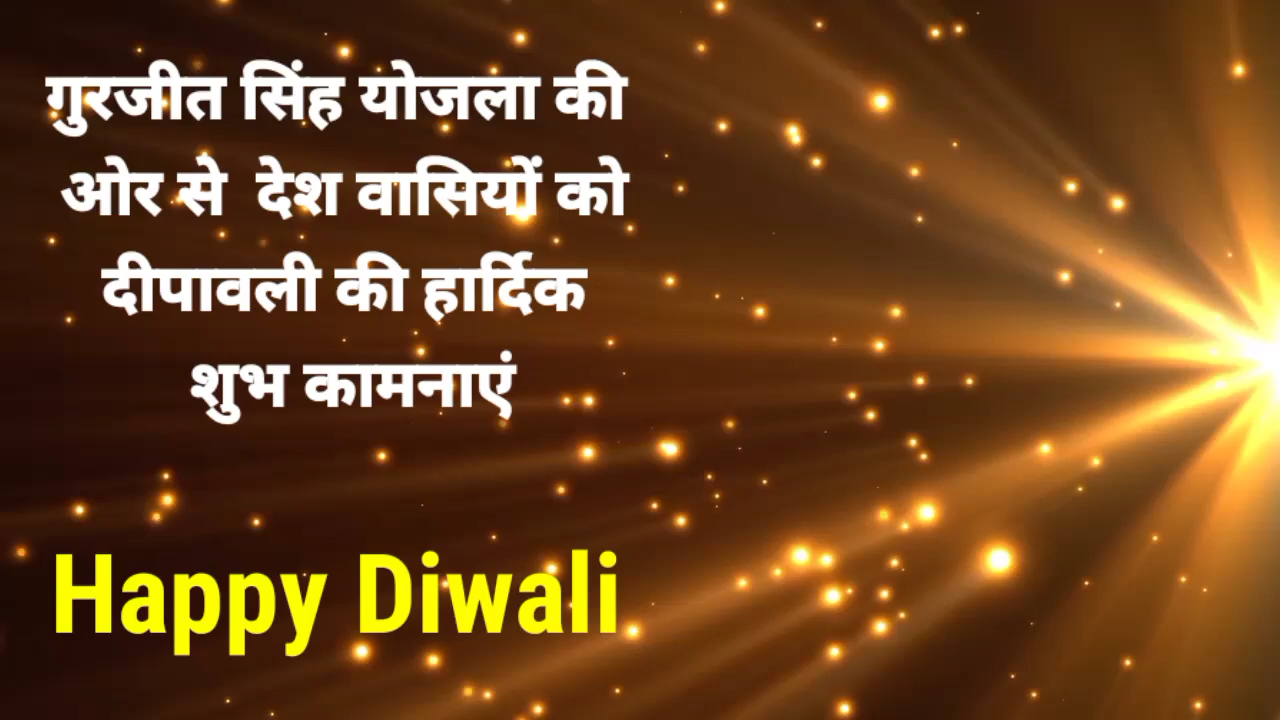 गुरजीत सिंह योजला की
ओर से देश वासियों को
दीपावली की हार्दिक
शुभ कामनाएं
Happy Diwali